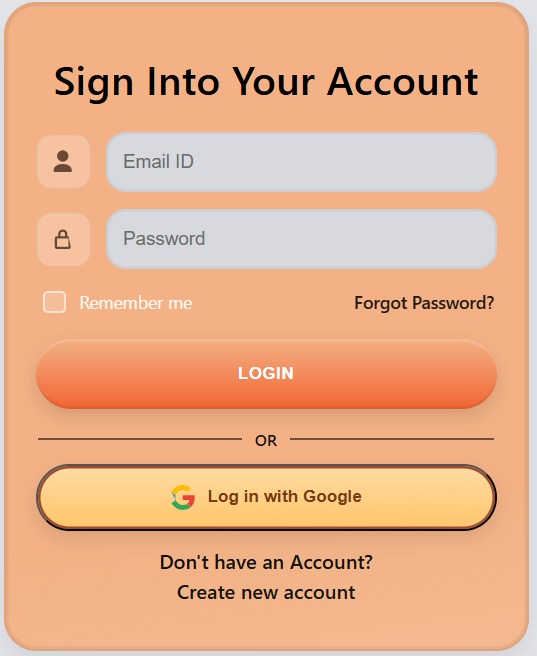 Sign Into Your Account
Email ID
Password
Remember me
Forgot Password?
LOGIN
OR
Log in with Google
Don't have an Account?
Create new account